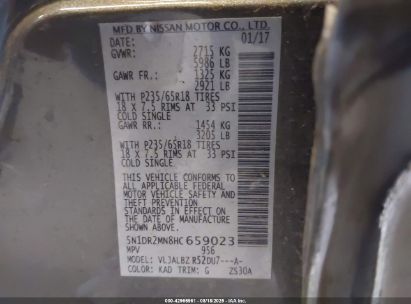 MFD BY NISSAN MOTOR CO., LTD.
DATE: 01/17
GVWR: 2715 KG
5986 LB
GAWR FR.: 1325 KG
2921 LB
WITH P235/65R18 TIRES
18 X 7.5 RIMS AT 33 PSI
COLD SINGLE
GAWR RR.: 1454 KG
3205 LB
WITH P235/65R18 TIRES
18 X 7.5 RIMS AT 33 PSI
COLD SINGLE
THIS VEHICLE CONFORMS TO ALL
APPLICABLE U.S. FEDERAL
MOTOR VEHICLE SAFETY AND
THEFT PREVENTION
STANDARDS IN EFFECT ON
THE DATE OF MANUFACTURE
SHOWN ABOVE.
5N1DR2MN8HC659023
MPV 956
MODEL: VLJALBZ R52DU7---A-
COLOR: KAD TRIM: G ZS30A